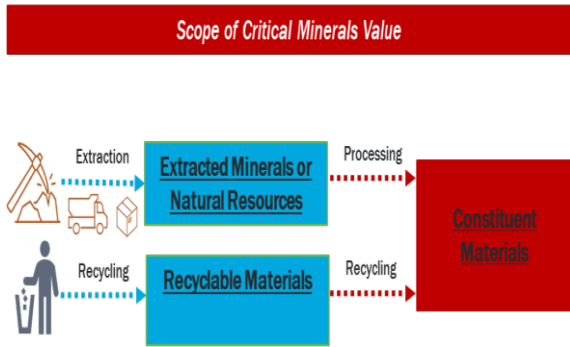 Scope of Critical Minerals Value
Extraction
Extracted Minerals or
Natural Resources
Processing
Constituent
Materials
Recycling
Recyclable Materials
Recycling